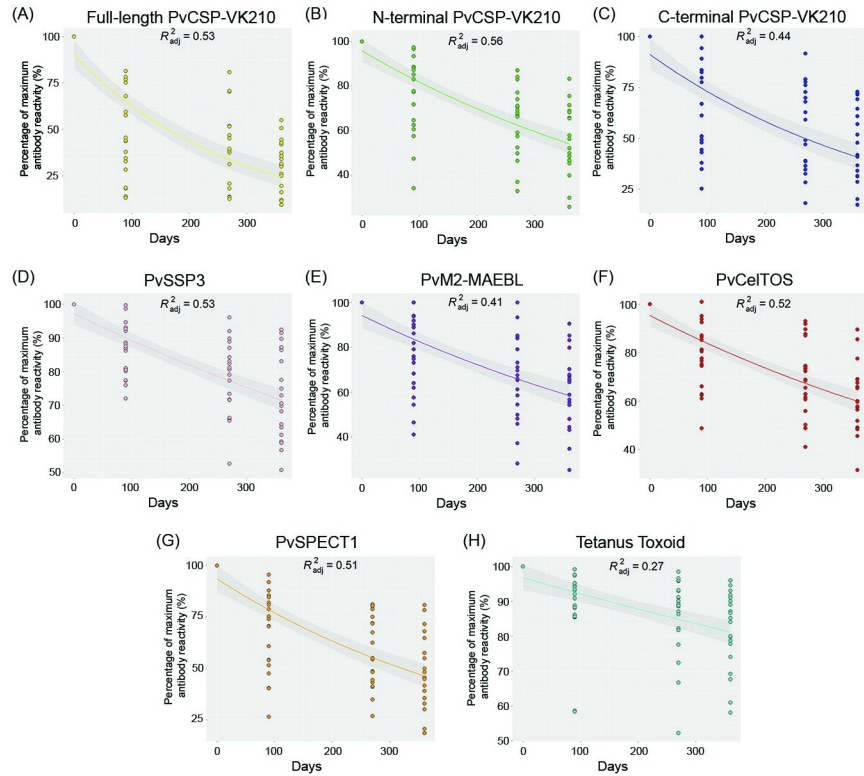 (A) Full-length PvCSP-VK210
R²adj = 0.53
Percentage of maximum
antibody reactivity (%)
100
75
50
25
0 100 200 300
Days
(B) N-terminal PvCSP-VK210
R²adj = 0.56
Percentage of maximum
antibody reactivity (%)
100
80
60
40
0 100 200 300
Days
(C) C-terminal PvCSP-VK210
R²adj = 0.44
Percentage of maximum
antibody reactivity (%)
100
75
50
25
0 100 200 300
Days
(D) PvSSP3
R²adj = 0.53
Percentage of maximum
antibody reactivity (%)
100
90
80
70
60
50
0 100 200 300
Days
(E) PvM2-MAEBL
R²adj = 0.41
Percentage of maximum
antibody reactivity (%)
100
80
60
40
0 100 200 300
Days
(F) PvCelTOS
R²adj = 0.52
Percentage of maximum
antibody reactivity (%)
100
80
60
40
0 100 200 300
Days
(G) PvSPECT1
R²adj = 0.51
Percentage of maximum
antibody reactivity (%)
100
75
50
25
0 100 200 300
Days
(H) Tetanus Toxoid
R²adj = 0.27
Percentage of maximum
antibody reactivity (%)
100
90
80
70
60
50
0 100 200 300
Days